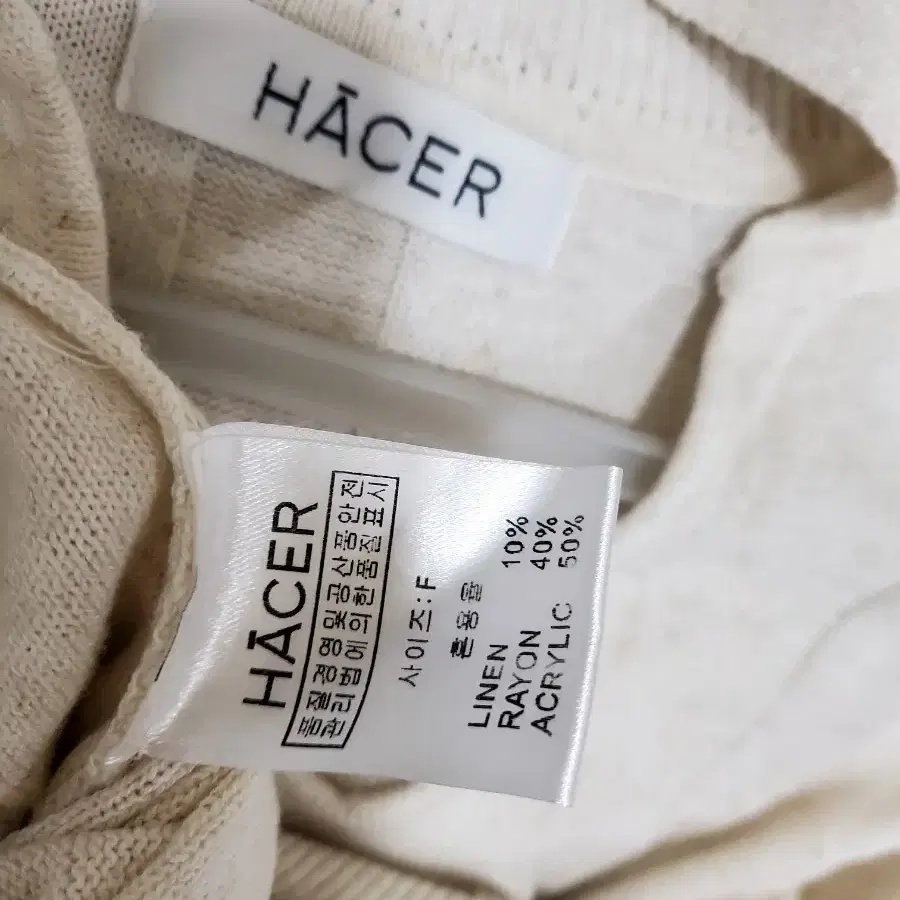 HĀCER
HĀCER
품질경영 및 공산품안전
관리법에 의한 품질표시
사이즈 : F
혼용율
LINEN 10%
RAYON 40%
ACRYLIC 50%